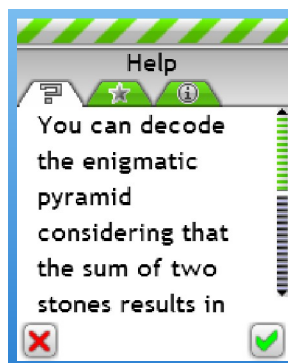 Help
You can decode
the enigmatic
pyramid
considering that
the sum of two
stones results in